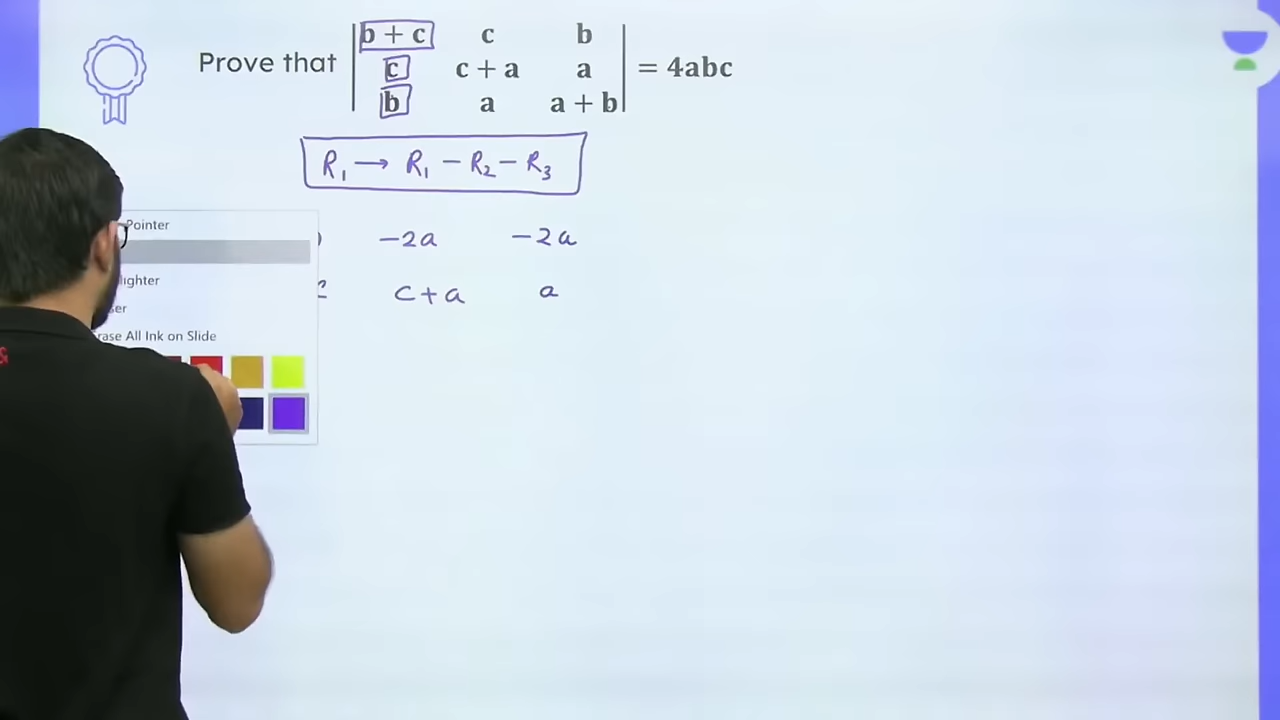 b + c c b
Prove that c c + a a = 4abc
b a a + b
R₁ → R₁ − R₂ − R₃
Pointer
−2a −2a
lighter
c + a a
ser
rase All Ink on Slide